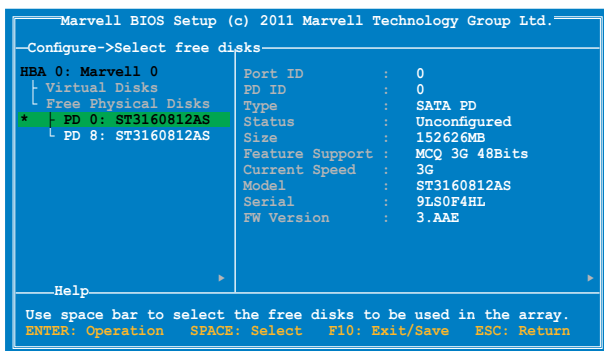 Marvell BIOS Setup (c) 2011 Marvell Technology Group Ltd.
Configure->Select free disks
HBA 0: Marvell 0
Virtual Disks
Free Physical Disks
* PD 0: ST3160812AS
PD 8: ST3160812AS
Port ID : 0
PD ID : 0
Type : SATA PD
Status : Unconfigured
Size : 152626MB
Feature Support : MCQ 3G 48Bits
Current Speed : 3G
Model : ST3160812AS
Serial : 9LS0F4HL
FW Version : 3.AAE
Help
Use space bar to select the free disks to be used in the array.
ENTER: Operation SPACE: Select F10: Exit/Save ESC: Return